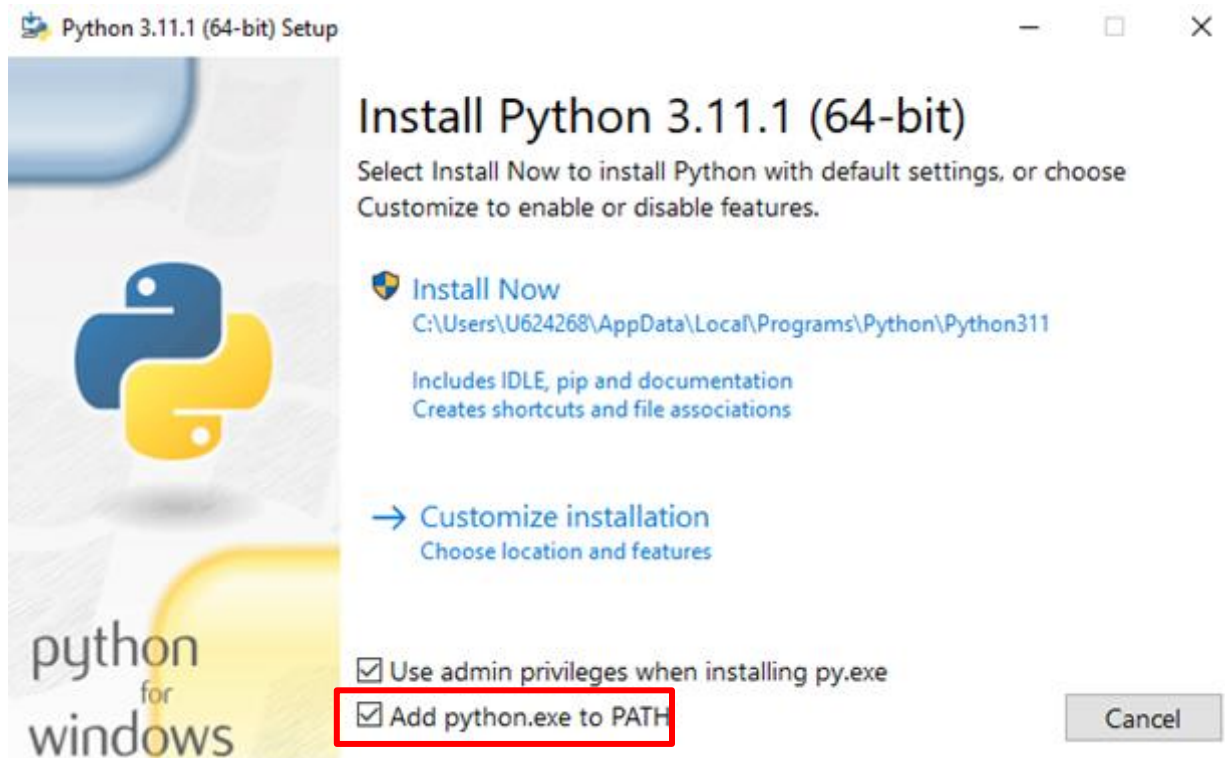 Python 3.11.1 (64-bit) Setup
Install Python 3.11.1 (64-bit)
Select Install Now to install Python with default settings, or choose
Customize to enable or disable features.
Install Now
C:\Users\U624268\AppData\Local\Programs\Python\Python311
Includes IDLE, pip and documentation
Creates shortcuts and file associations
Customize installation
Choose location and features
Use admin privileges when installing py.exe
Add python.exe to PATH
Cancel
python
for
windows